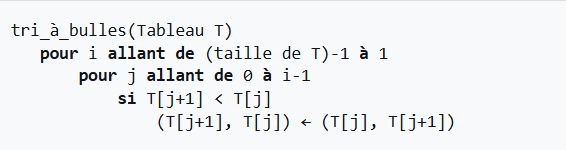 tri_à_bulles(Tableau T)
pour i allant de (taille de T)-1 à 1
pour j allant de 0 à i-1
si T[j+1] < T[j]
(T[j+1], T[j]) ← (T[j], T[j+1])